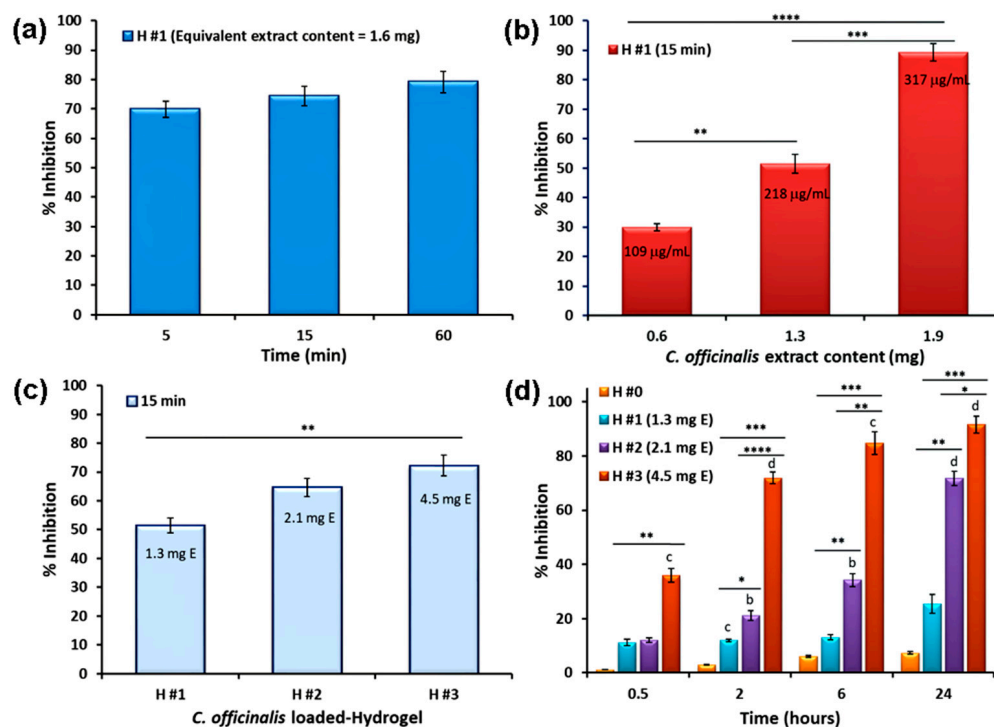 (a)
H #1 (Equivalent extract content = 1.6 mg)
% Inhibition
100
90
80
70
60
50
40
30
20
10
0
5 15 60
Time (min)
(b)
****
***
H #1 (15 min)
**
% Inhibition
100
90
80
70
60
50
40
30
20
10
0
109 µg/mL
218 µg/mL
317 µg/mL
0.6 1.3 1.9
C. officinalis extract content (mg)
(c)
15 min
**
% Inhibition
100
90
80
70
60
50
40
30
20
10
0
1.3 mg E
2.1 mg E
4.5 mg E
H #1 H #2 H #3
C. officinalis loaded-Hydrogel
(d)
H #0
H #1 (1.3 mg E)
H #2 (2.1 mg E)
H #3 (4.5 mg E)
% Inhibition
100
80
60
40
20
0
**
c
***
****
d
*
c b
***
**
c
**
b
***
*
d
**
d
0.5 2 6 24
Time (hours)